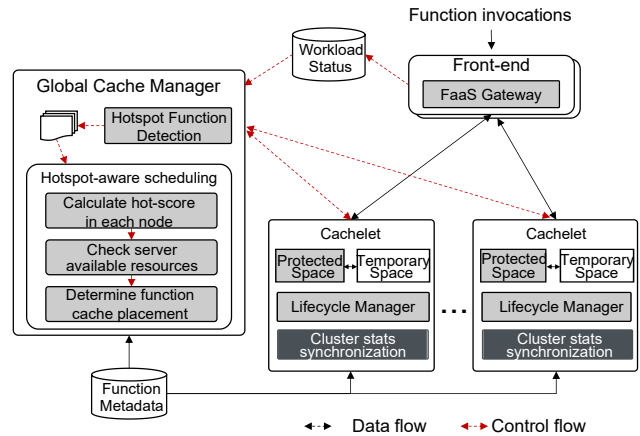 Function invocations
Workload
Status
Front-end
FaaS Gateway
Global Cache Manager
Hotspot Function
Detection
Hotspot-aware scheduling
Calculate hot-score
in each node
Check server
available resources
Determine function
cache placement
Cachelet
Protected
Space
Temporary
Space
Lifecycle Manager
Cluster stats
synchronization
...
Cachelet
Protected
Space
Temporary
Space
Lifecycle Manager
Cluster stats
synchronization
Function
Metadata
Data flow
Control flow